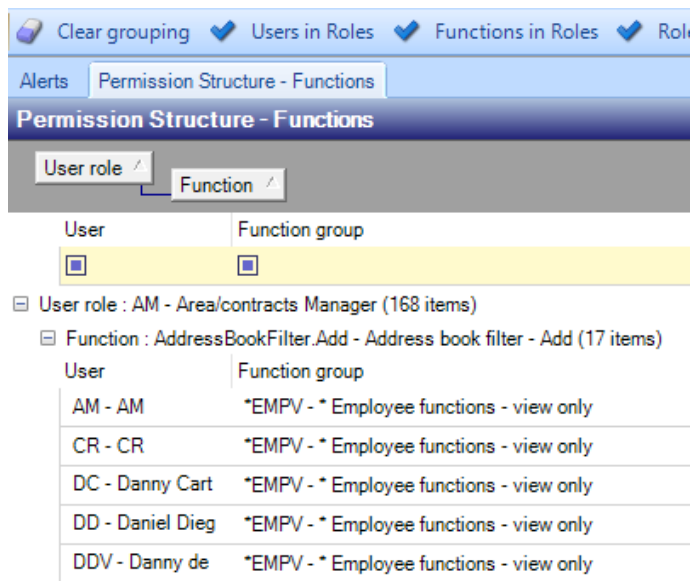 Clear grouping Users in Roles Functions in Roles
Alerts Permission Structure - Functions
Permission Structure - Functions
User role
Function
User Function group
User role : AM - Area/contracts Manager (168 items)
Function : AddressBookFilter.Add - Address book filter - Add (17 items)
User Function group
AM - AM *EMPV - * Employee functions - view only
CR - CR *EMPV - * Employee functions - view only
DC - Danny Cart *EMPV - * Employee functions - view only
DD - Daniel Dieg *EMPV - * Employee functions - view only
DDV - Danny de *EMPV - * Employee functions - view only